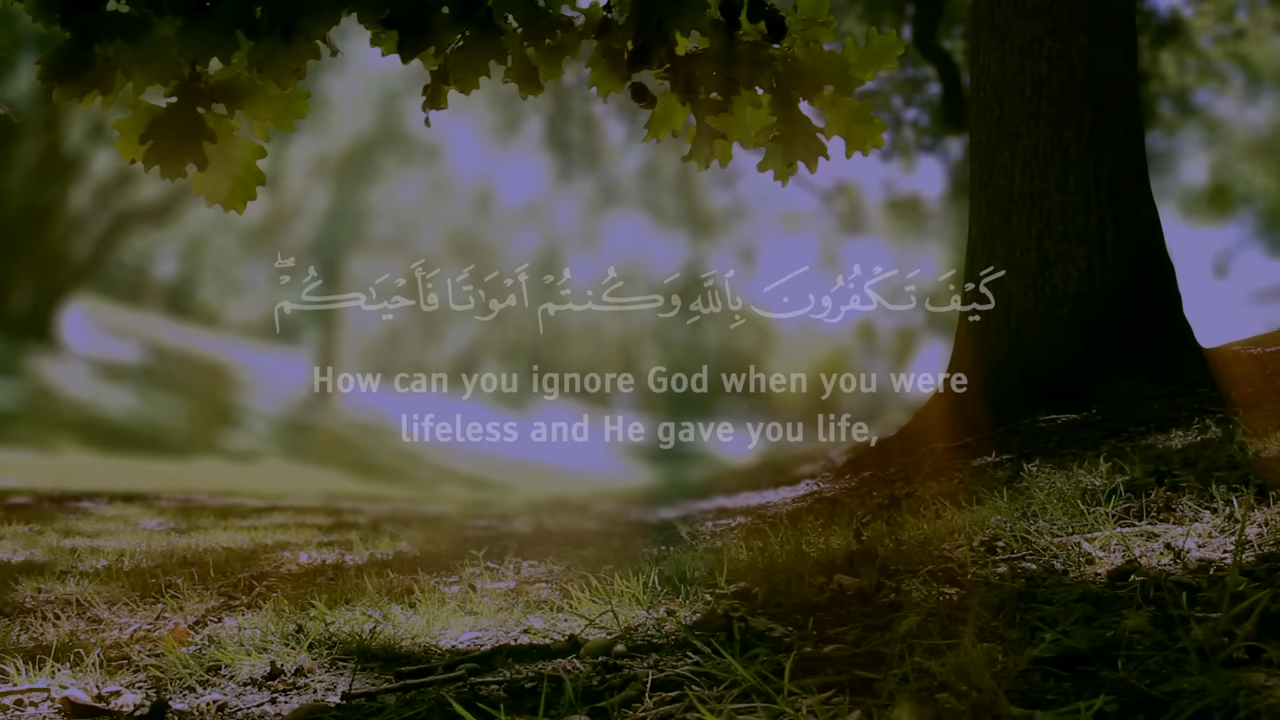 كَيْفَ تَكْفُرُونَ بِٱللَّهِ وَكُنتُمْ أَمْوَٰتًا فَأَحْيَـٰكُمْ ۖ
How can you ignore God when you were
lifeless and He gave you life,